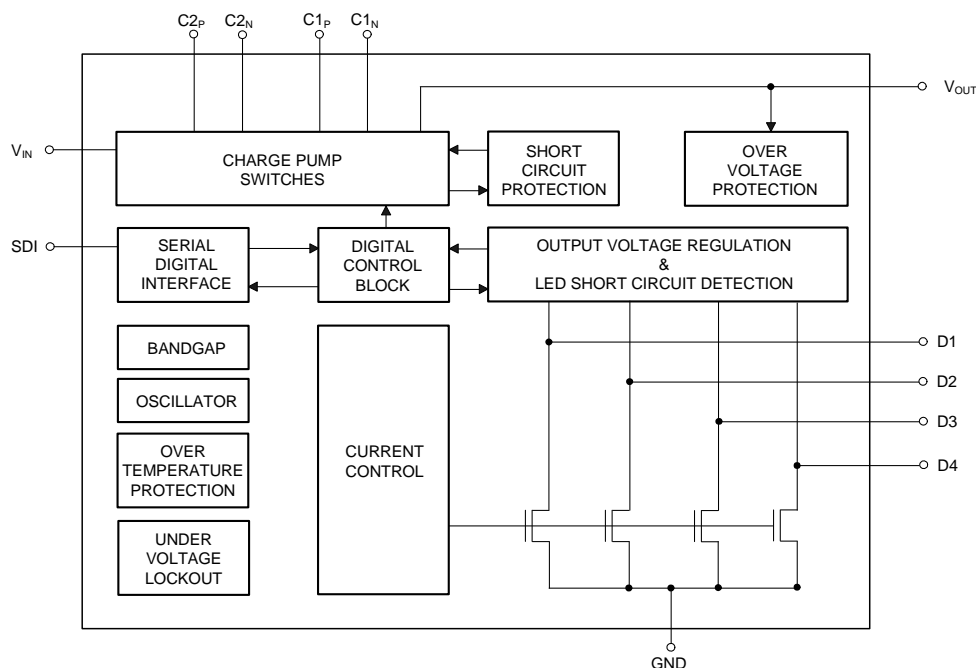 C2P C2N C1P C1N
VOUT
VIN
CHARGE PUMP
SWITCHES
SHORT
CIRCUIT
PROTECTION
OVER
VOLTAGE
PROTECTION
SDI
SERIAL
DIGITAL
INTERFACE
DIGITAL
CONTROL
BLOCK
OUTPUT VOLTAGE REGULATION
&
LED SHORT CIRCUIT DETECTION
BANDGAP
OSCILLATOR
OVER
TEMPERATURE
PROTECTION
UNDER
VOLTAGE
LOCKOUT
CURRENT
CONTROL
D1
D2
D3
D4
GND